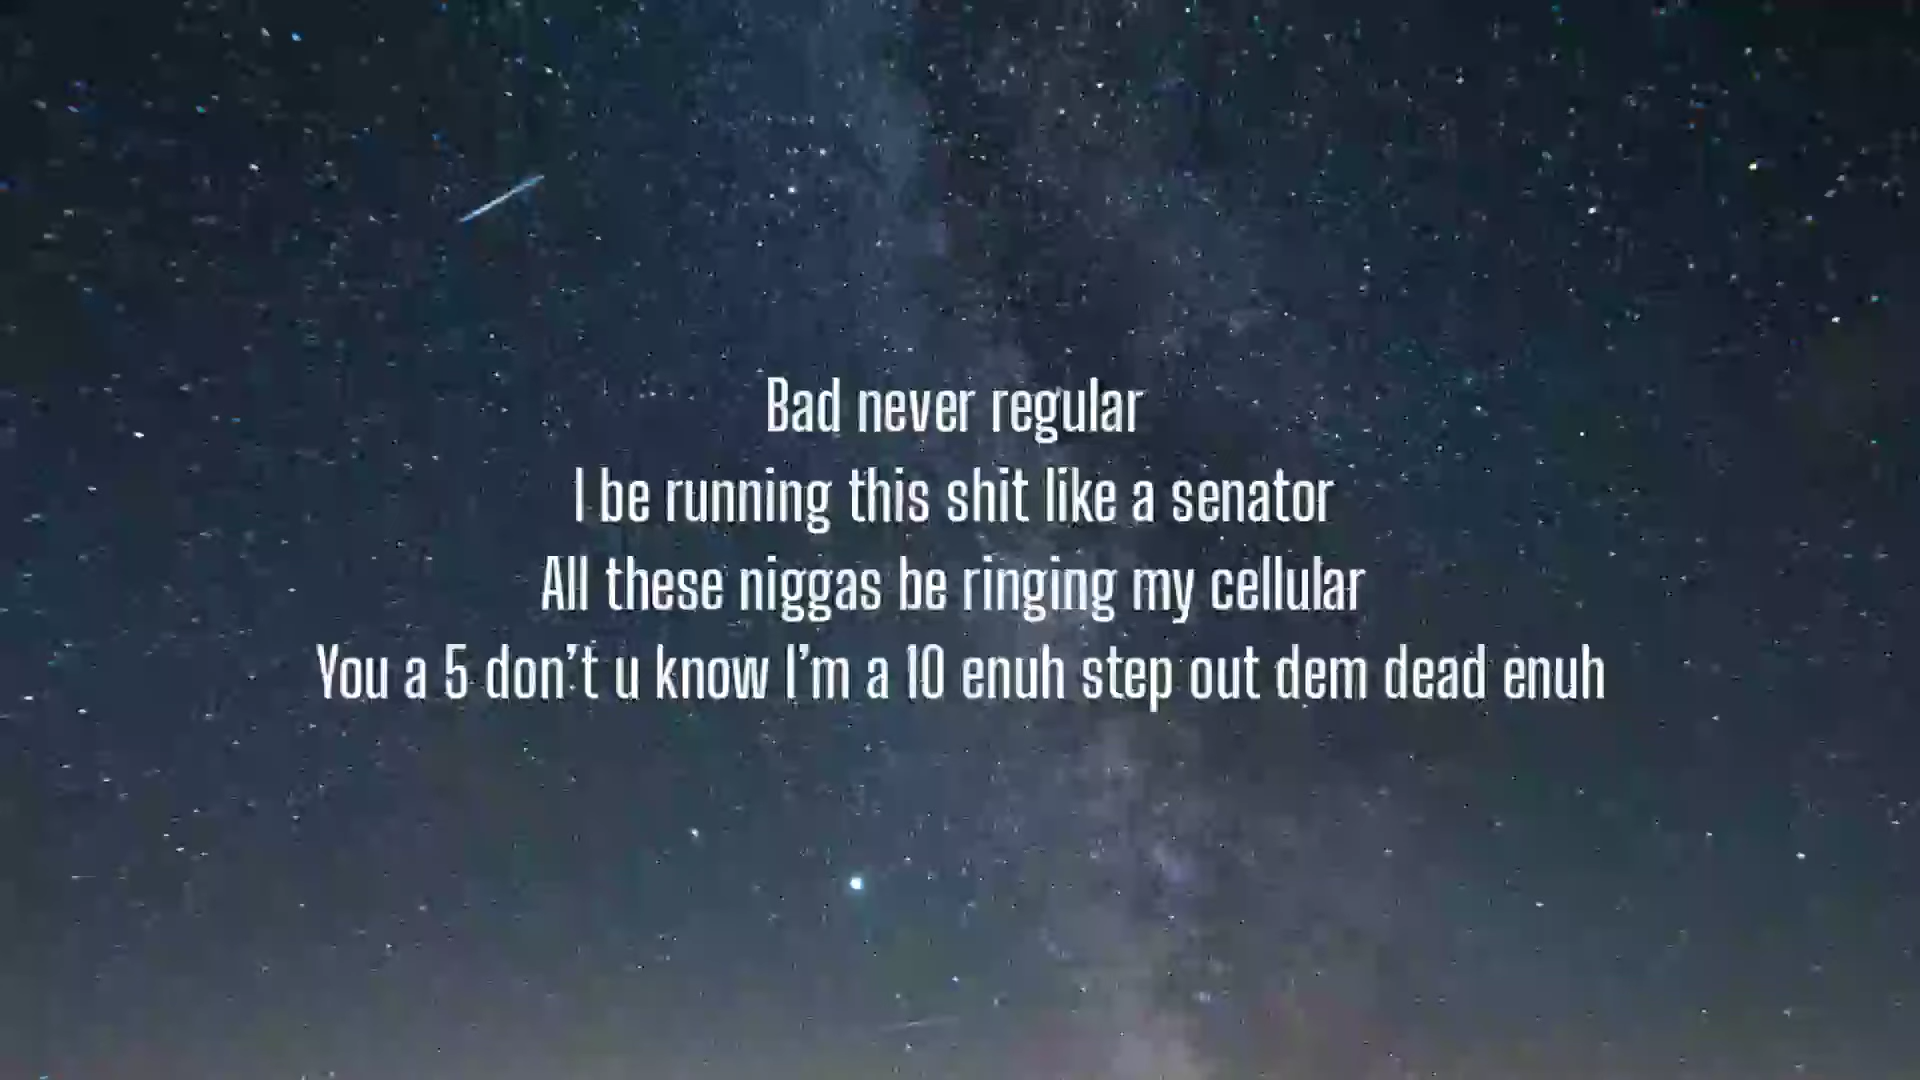 Bad never regular
I be running this shit like a senator
All these niggas be ringing my cellular
You a 5 don’t u know I’m a 10 enuh step out dem dead enuh